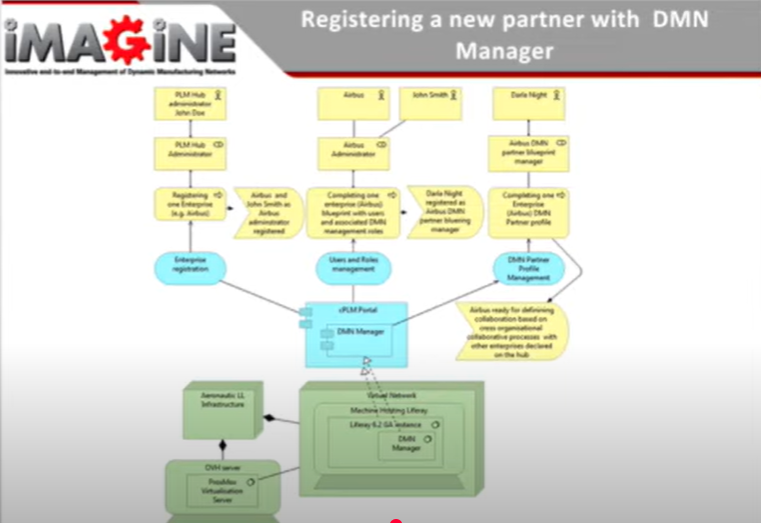 iMAGiNE
Innovative end-to-end Management of Dynamic Manufacturing Networks
Registering a new partner with DMN
Manager
PLM Hub
administrator
John Doe
Airbus
John Smith
Darla Night
PLM Hub
Administrator
Airbus
Administrator
Airbus DMN
partner blueprint
manager
Registering
one Enterprise
(e.g. Airbus)
Airbus and
John Smith as
Airbus
adminstrator
registered
Completing one
enterprise (Airbus)
blueprint with users
and associated DMN
management roles
Darla Night
registered as
Airbus DMN
partner bluering
manager
Completing one
Enterprise
(Airbus) DMN
Partner profile
Enterprise
registration
Users and Roles
management
DMN Partner
Profile
Management
cPLM Portal
DMN Manager
Airbus ready for definining
collaboration based on
cross organisational
collaborative processes with
other enterprises declared
on the hub
Aeronautic LL
Infrastructure
Virtual Network
Machine Hosting Liferay
Liferay 6.2 GA instance
DMN
Manager
OVH server
ProxMox
Virtualisation
Server